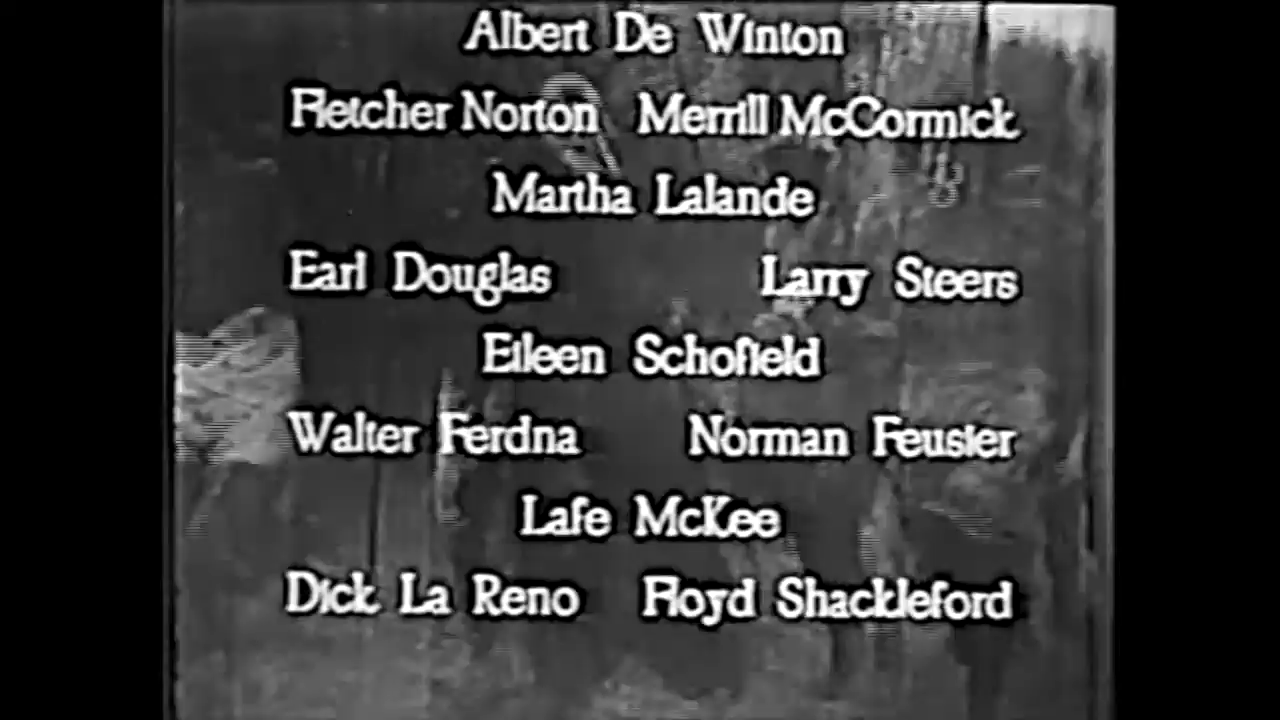 Albert De Winton
Fletcher Norton Merrill McCormick
Martha Lalande
Earl Douglas Larry Steers
Eileen Schofield
Walter Ferdna Norman Feusier
Lafe McKee
Dick La Reno Floyd Shackleford